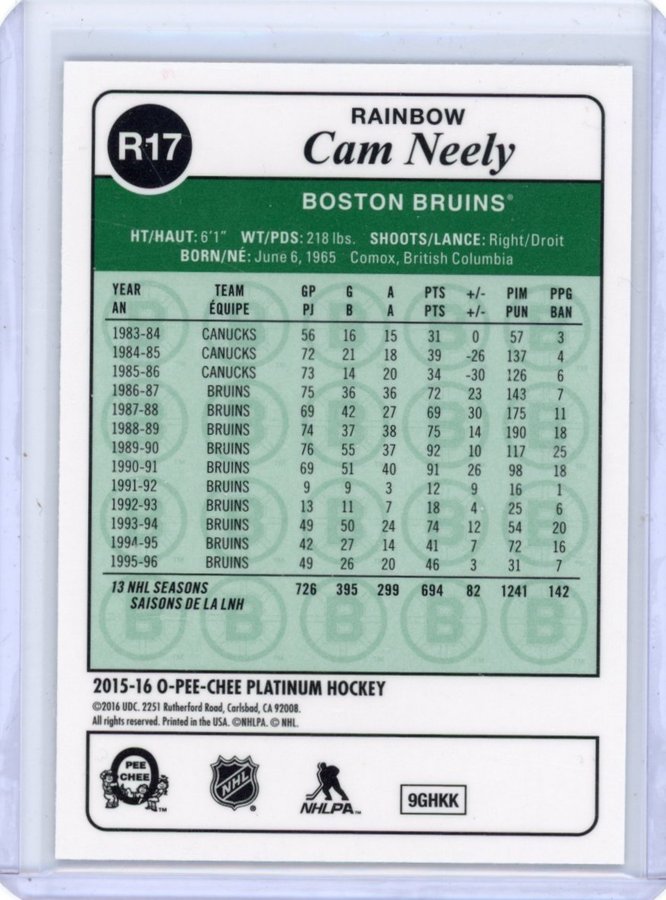 R17
RAINBOW
Cam Neely
BOSTON BRUINS®
HT/HAUT: 6'1" WT/PDS: 218 lbs. SHOOTS/LANCE: Right/Droit
BORN/NÉ: June 6, 1965 Comox, British Columbia
YEAR TEAM GP G A PTS +/- PIM PPG
AN ÉQUIPE PJ B A PTS +/- PUN BAN
1983-84 CANUCKS 56 16 15 31 0 57 3
1984-85 CANUCKS 72 21 18 39 -26 137 4
1985-86 CANUCKS 73 14 20 34 -30 126 6
1986-87 BRUINS 75 36 36 72 23 143 7
1987-88 BRUINS 69 42 27 69 30 175 11
1988-89 BRUINS 74 37 38 75 14 190 18
1989-90 BRUINS 76 55 37 92 10 117 25
1990-91 BRUINS 69 51 40 91 26 98 18
1991-92 BRUINS 9 9 3 12 9 16 1
1992-93 BRUINS 13 11 7 18 4 25 6
1993-94 BRUINS 49 50 24 74 12 54 20
1994-95 BRUINS 42 27 14 41 7 72 16
1995-96 BRUINS 49 26 20 46 3 31 7
13 NHL SEASONS 726 395 299 694 82 1241 142
SAISONS DE LA LNH
2015-16 O-PEE-CHEE PLATINUM HOCKEY
©2016 UDC. 2251 Rutherford Road, Carlsbad, CA 92008.
All rights reserved. Printed in the USA. ©NHLPA. © NHL.
PEE CHEE
NHL
NHLPA™
9GHKK